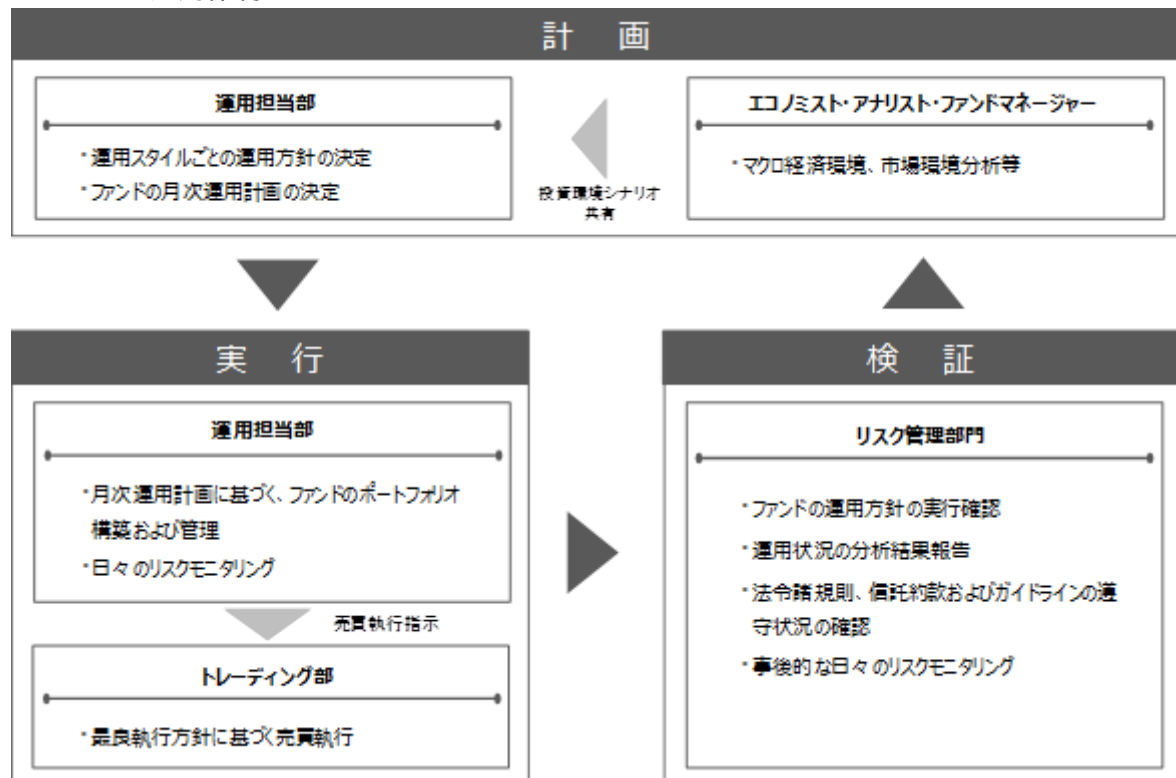 計 画
運用担当部
・運用スタイルごとの運用方針の決定
・ファンドの月次運用計画の決定
投資環境シナリオ
共有
エコノミスト・アナリスト・ファンドマネージャー
・マクロ経済環境、市場環境分析等
実 行
運用担当部
・月次運用計画に基づく、ファンドのポートフォリオ
構築および管理
・日々のリスクモニタリング
売買執行指示
トレーディング部
・最良執行方針に基づく売買執行
検 証
リスク管理部門
・ファンドの運用方針の実行確認
・運用状況の分析結果報告
・法令諸規則、信託約款およびガイドラインの遵
守状況の確認
・事後的な日々のリスクモニタリング